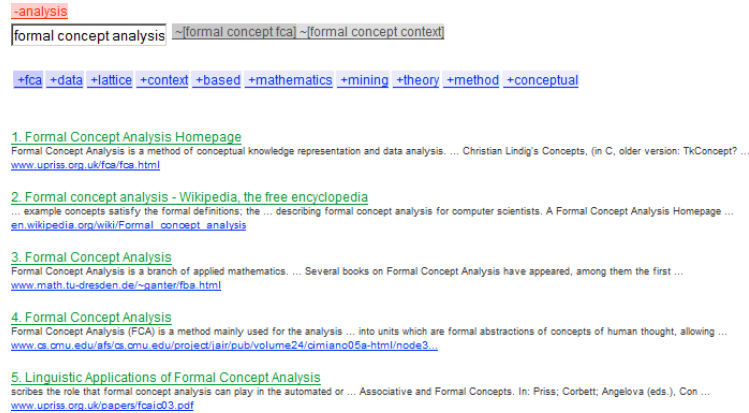 -analysis
formal concept analysis ~[formal concept fca] ~[formal concept context]
+fca +data +lattice +context +based +mathematics +mining +theory +method +conceptual
1. Formal Concept Analysis Homepage
Formal Concept Analysis is a method of conceptual knowledge representation and data analysis. ... Christian Lindig's Concepts, (in C, older version: TkConcept? ...
www.upriss.org.uk/fca/fca.html
2. Formal concept analysis - Wikipedia, the free encyclopedia
... example concepts satisfy the formal definitions; the ... describing formal concept analysis for computer scientists. A Formal Concept Analysis Homepage ...
en.wikipedia.org/wiki/Formal_concept_analysis
3. Formal Concept Analysis
Formal Concept Analysis is a branch of applied mathematics. ... Several books on Formal Concept Analysis have appeared, among them the first ...
www.math.tu-dresden.de/~ganter/fba.html
4. Formal Concept Analysis
Formal Concept Analysis (FCA) is a method mainly used for the analysis ... into units which are formal abstractions of concepts of human thought, allowing ...
www.cs.cmu.edu/afs/cs.cmu.edu/project/jair/pub/volume24/cimiano05a-html/node3...
5. Linguistic Applications of Formal Concept Analysis
scribes the role that formal concept analysis can play in the automated or ... Associative and Formal Concepts. In: Priss; Corbett; Angelova (eds.), Con ...
www.upriss.org.uk/papers/fcaic03.pdf